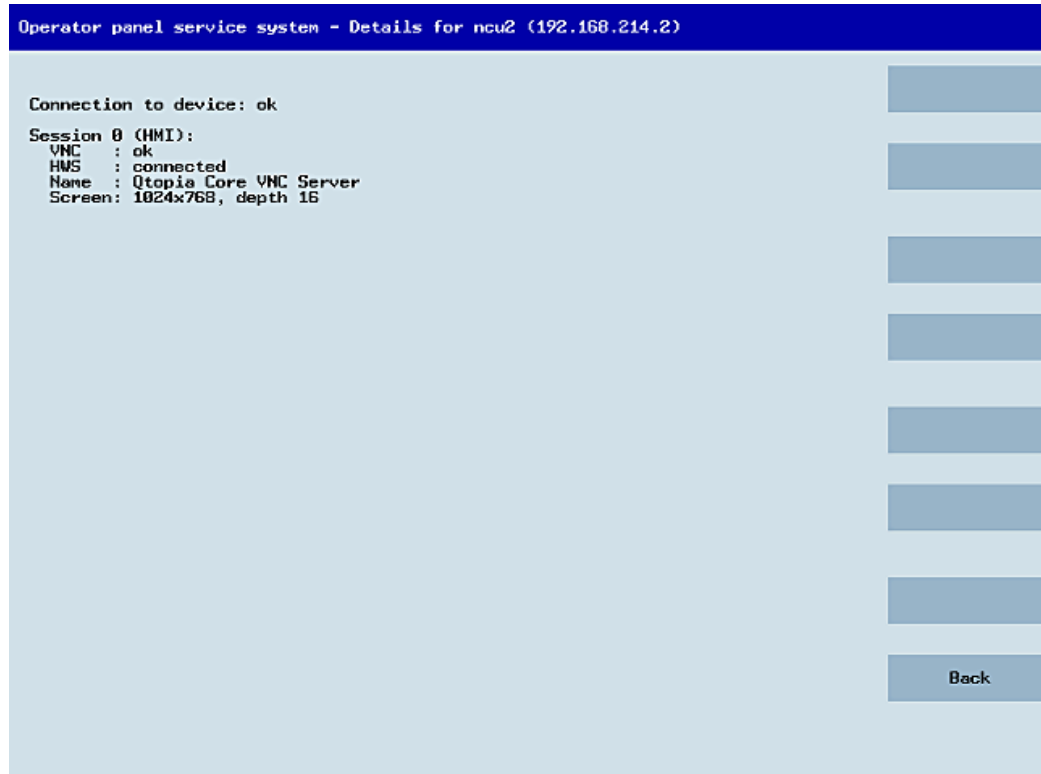 Operator panel service system - Details for ncu2 (192.168.214.2)
Connection to device: ok
Session 0 (HMI):
VNC : ok
HWS : connected
Name : Qtopia Core VNC Server
Screen: 1024x768, depth 16
Back